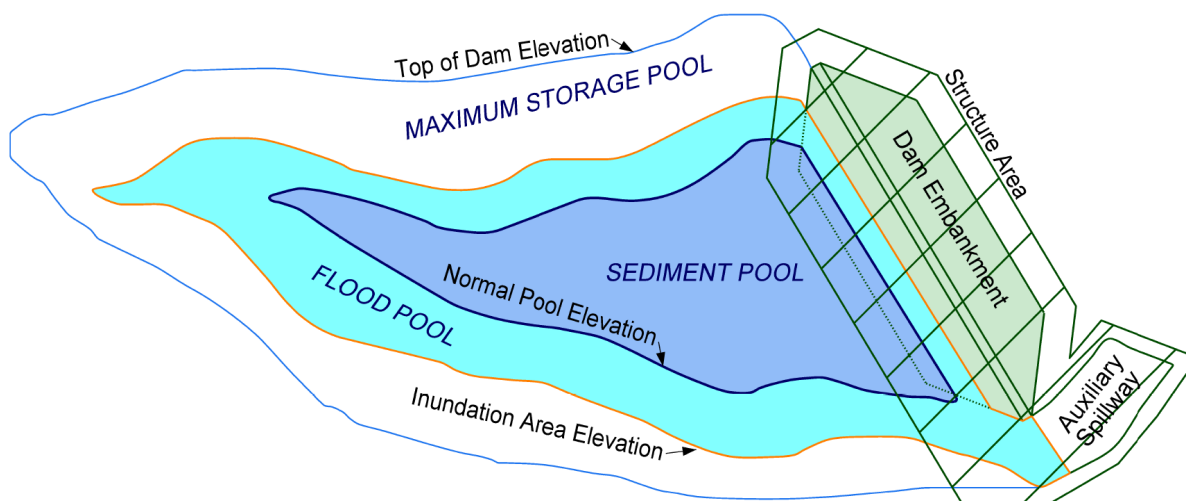 Top of Dam Elevation
MAXIMUM STORAGE POOL
Structure Area
Dam Embankment
SEDIMENT POOL
Normal Pool Elevation
FLOOD POOL
Inundation Area Elevation
Auxiliary
Spillway